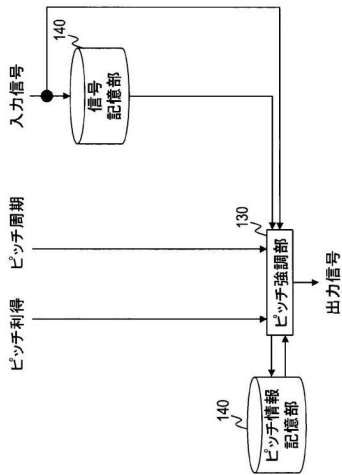 ピッチ利得
ピッチ周期
入力信号
140
信号
記憶部
130
ピッチ強調部
140
ピッチ情報
記憶部
出力信号